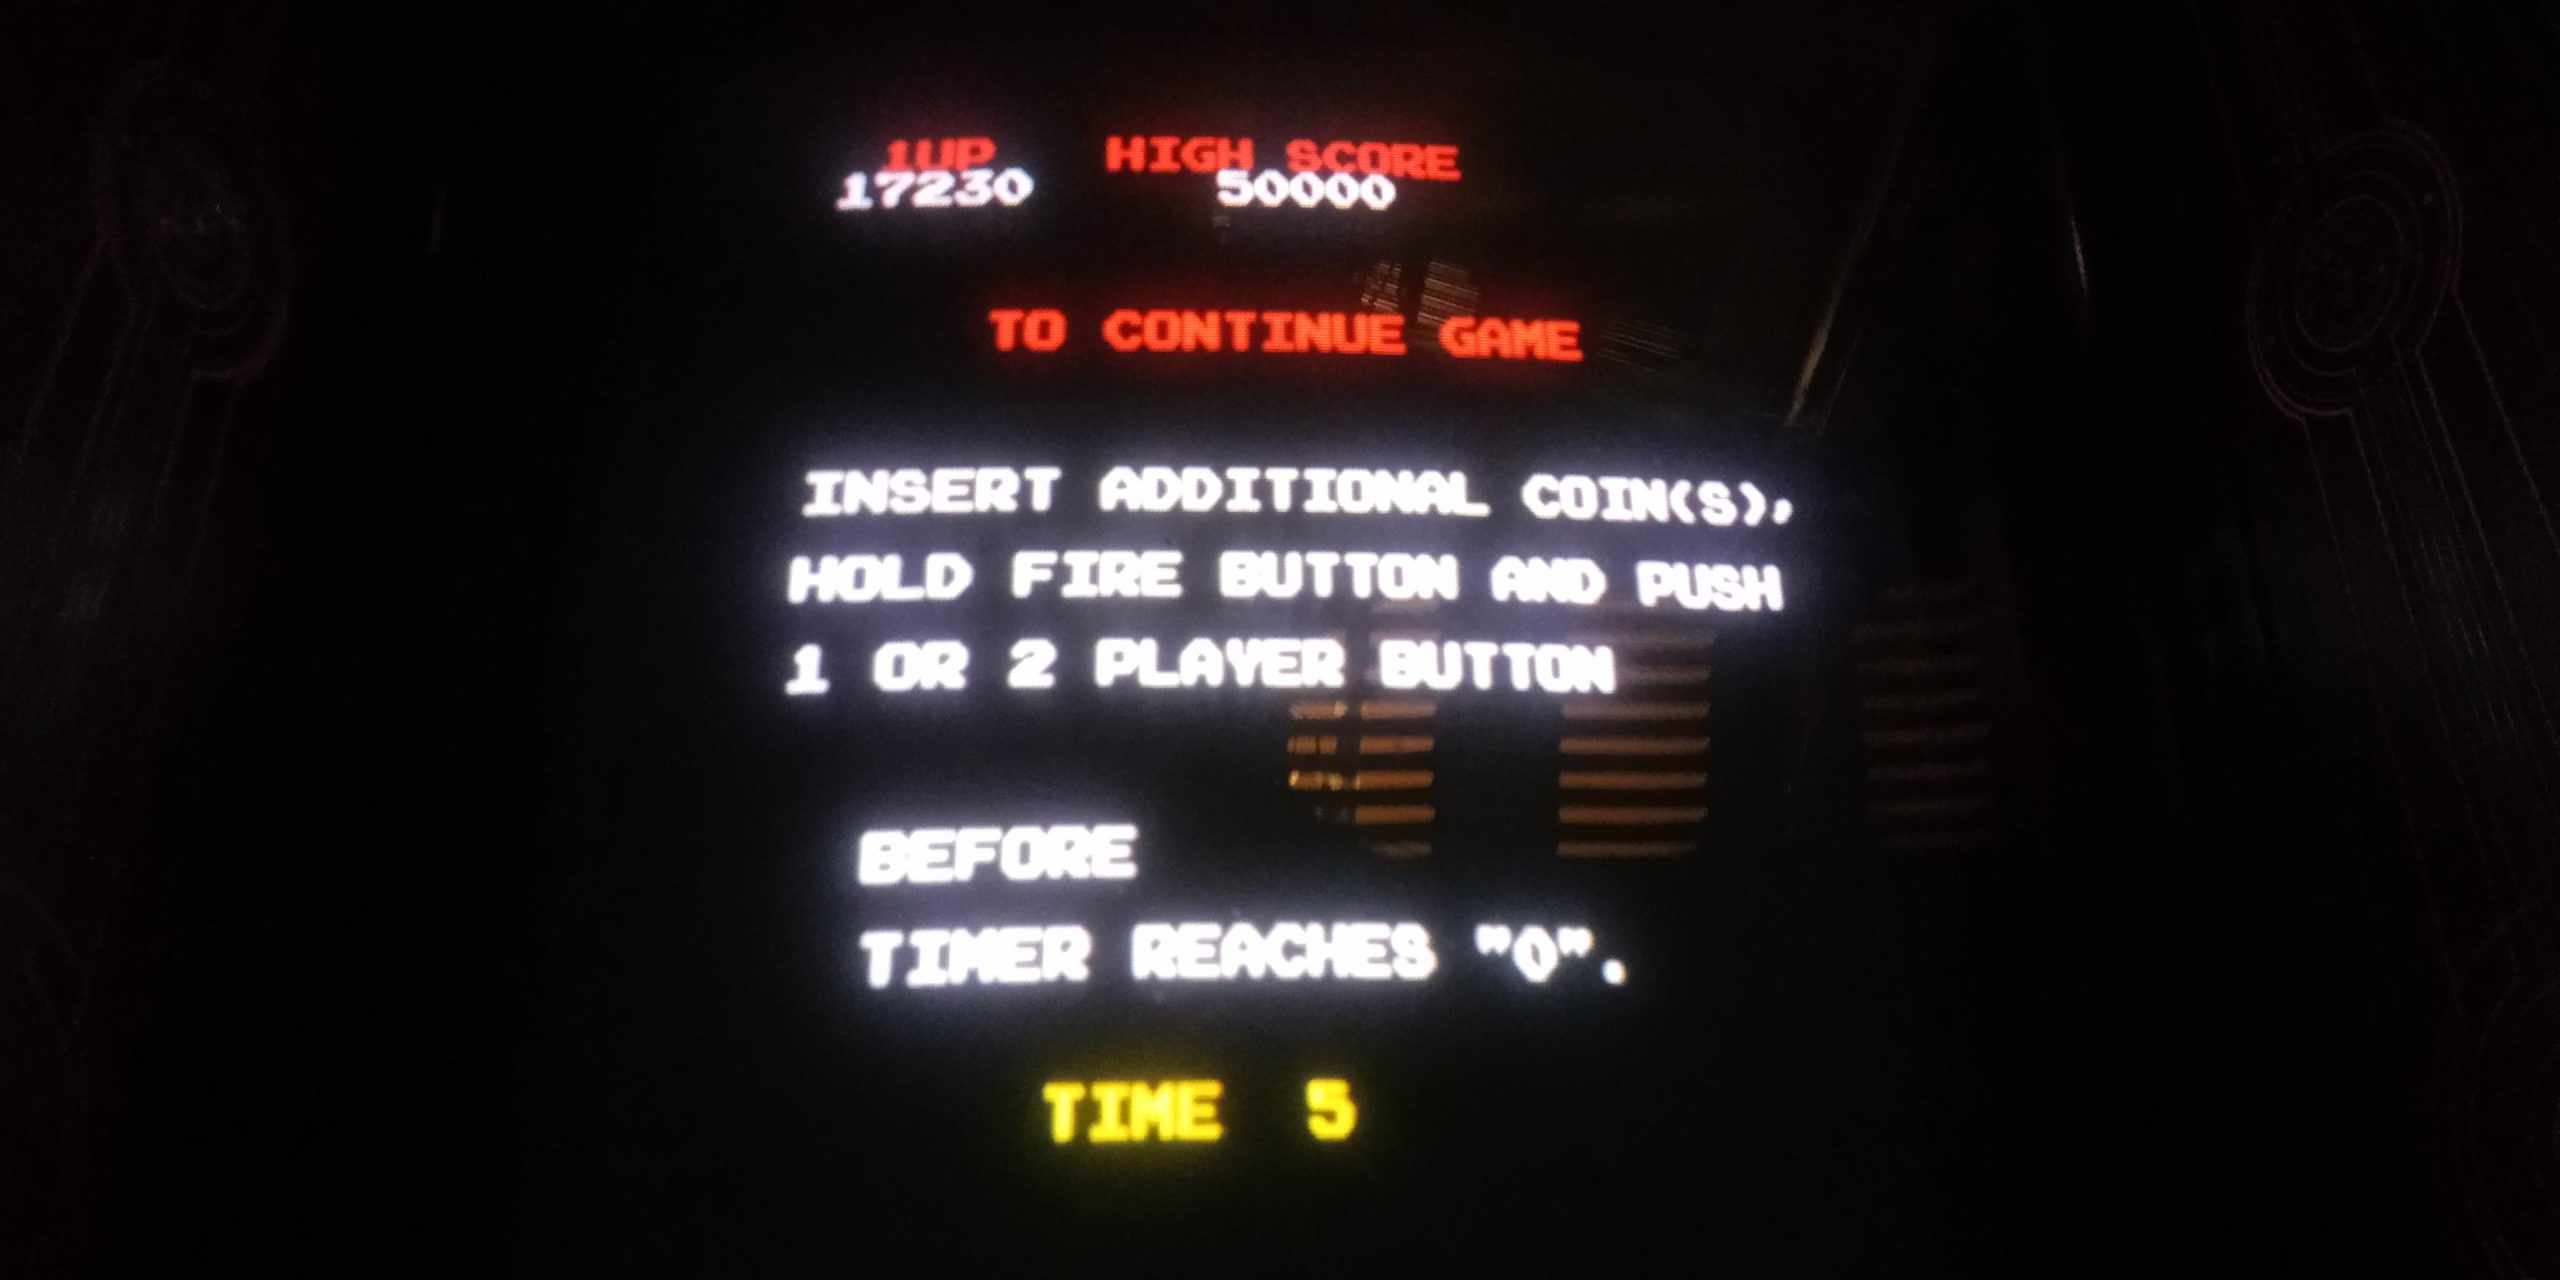 1UP HIGH SCORE
17230 50000
TO CONTINUE GAME
INSERT ADDITIONAL COIN(S),
HOLD FIRE BUTTON AND PUSH
1 OR 2 PLAYER BUTTON
BEFORE
TIMER REACHES "0".
TIME 5